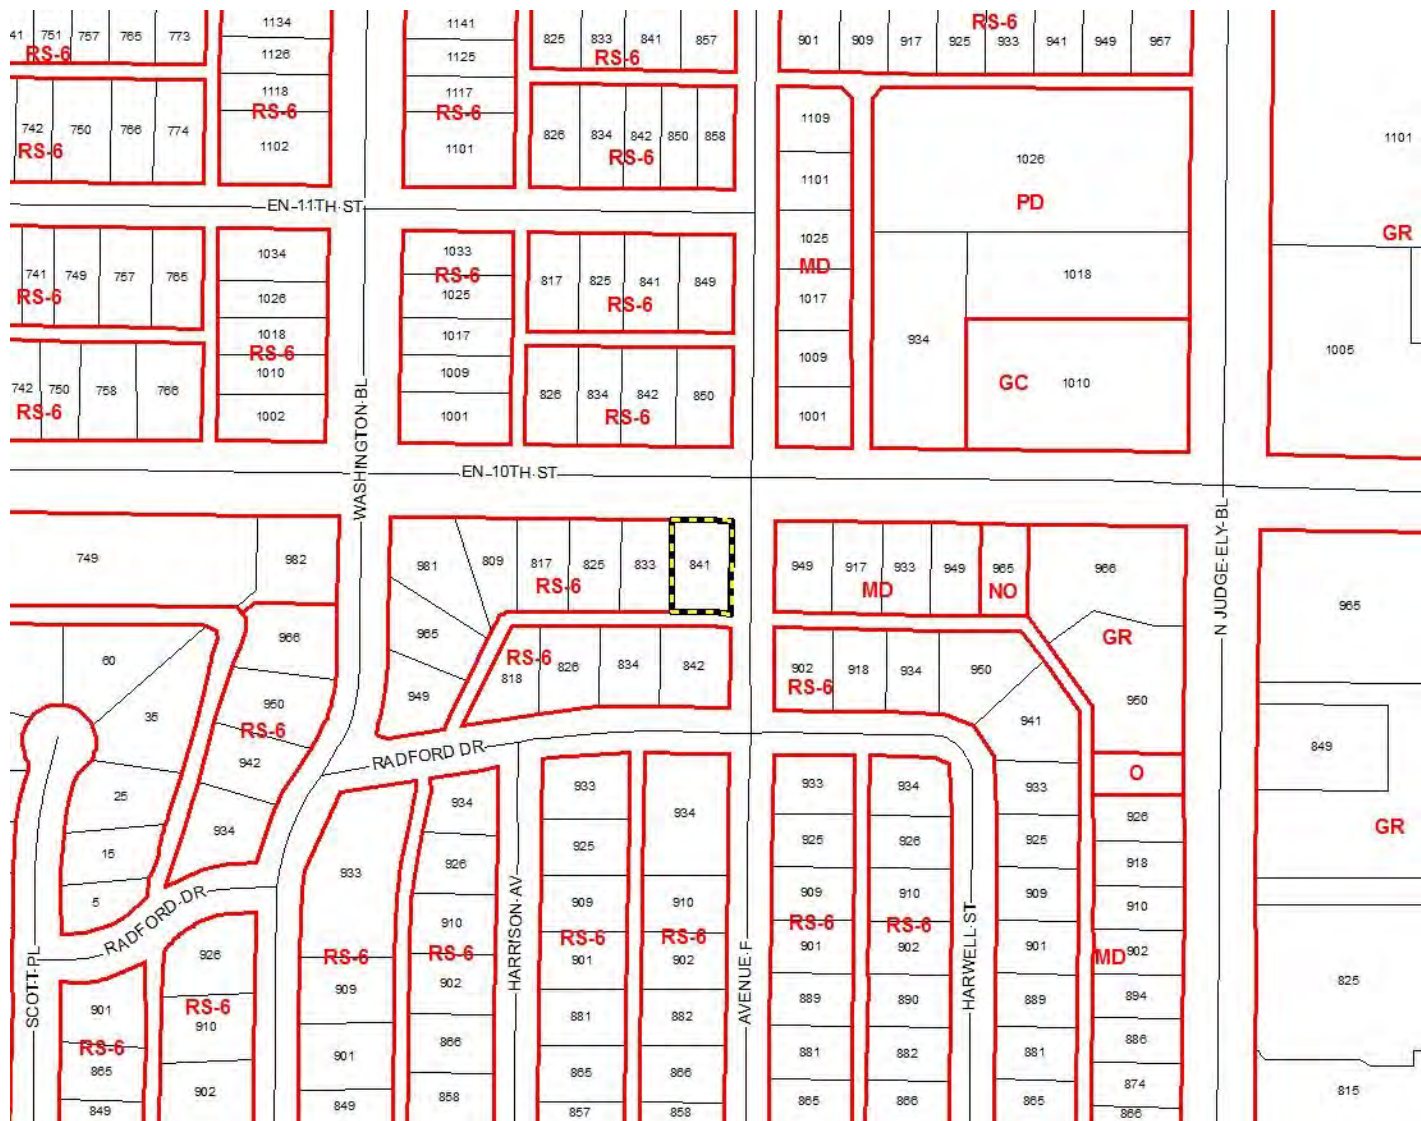 1134
1141
RS-6
41 751 757 765 773
825 833 841 857
901 909 917 925 933 941 949 957
RS-6
1126
1125
RS-6
1118
1117
RS-6
RS-6
1109
742 750 766 774
826 834 842 850 858
1101
RS-6
1102
1101
RS-6
1026
1101
PD
EN 11TH ST
GR
1034
1033
1025
741 749 757 765
RS-6
817 825 841 849
MD
1018
RS-6
1026
1025
RS-6
1017
1018
1017
934
1005
RS-6
1009
1010
1009
GC 1010
742 750 758 766
826 834 842 850
RS-6
1002
1001
RS-6
1001
WASHINGTON BL
EN 10TH ST
N JUDGE ELY BL
749
982
981
809
817 825 833 841
949 917 933 949 965
966
RS-6
MD
NO
965
966
965
GR
60
RS-6
818
826 834 842
902 918 934 950
RS-6
950
949
950
35
RS-6
941
849
942
RADFORD DR
O
25
934
933
934
933
934
933
926
GR
934
925
925
926
925
15
926
918
933
5
909
910
909
910
909
910
RADFORD DR
910
RS-6
RS-6
RS-6
RS-6
RS-6
RS-6
901
902
901
902
901
MD 902
926
902
SCOTT PL
HARRISON AV
AVENUE F
HARWELL ST
909
889
890
889
894
825
901
RS-6
910
881
882
886
RS-6
901
866
881
882
881
865
865
866
874
902
849
858
865
866
865
815
849
857
858
866